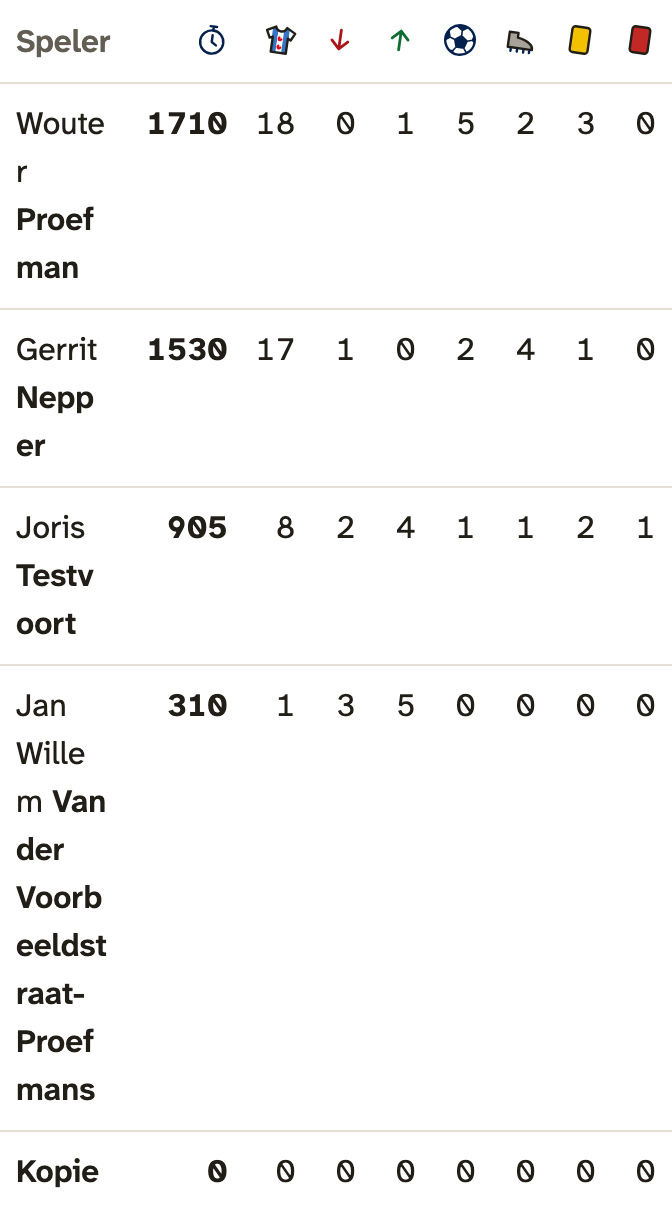 Speler
Woute 1710 18 0 1 5 2 3 0
r
Proef
man
Gerrit 1530 17 1 0 2 4 1 0
Nepp
er
Joris 905 8 2 4 1 1 2 1
Testv
oort
Jan 310 1 3 5 0 0 0 0
Wille
m Van
der
Voorb
eeldst
raat-
Proef
mans
Kopie 0 0 0 0 0 0 0 0